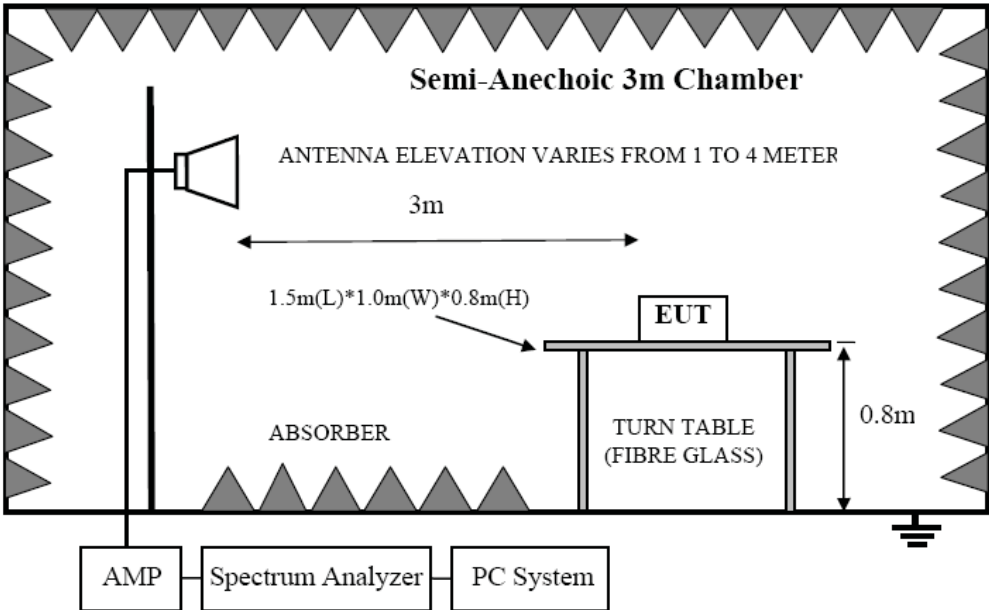 Semi-Anechoic 3m Chamber
ANTENNA ELEVATION VARIES FROM 1 TO 4 METER
3m
1.5m(L)*1.0m(W)*0.8m(H)
EUT
0.8m
ABSORBER
TURN TABLE
(FIBRE GLASS)
AMP
Spectrum Analyzer
PC System